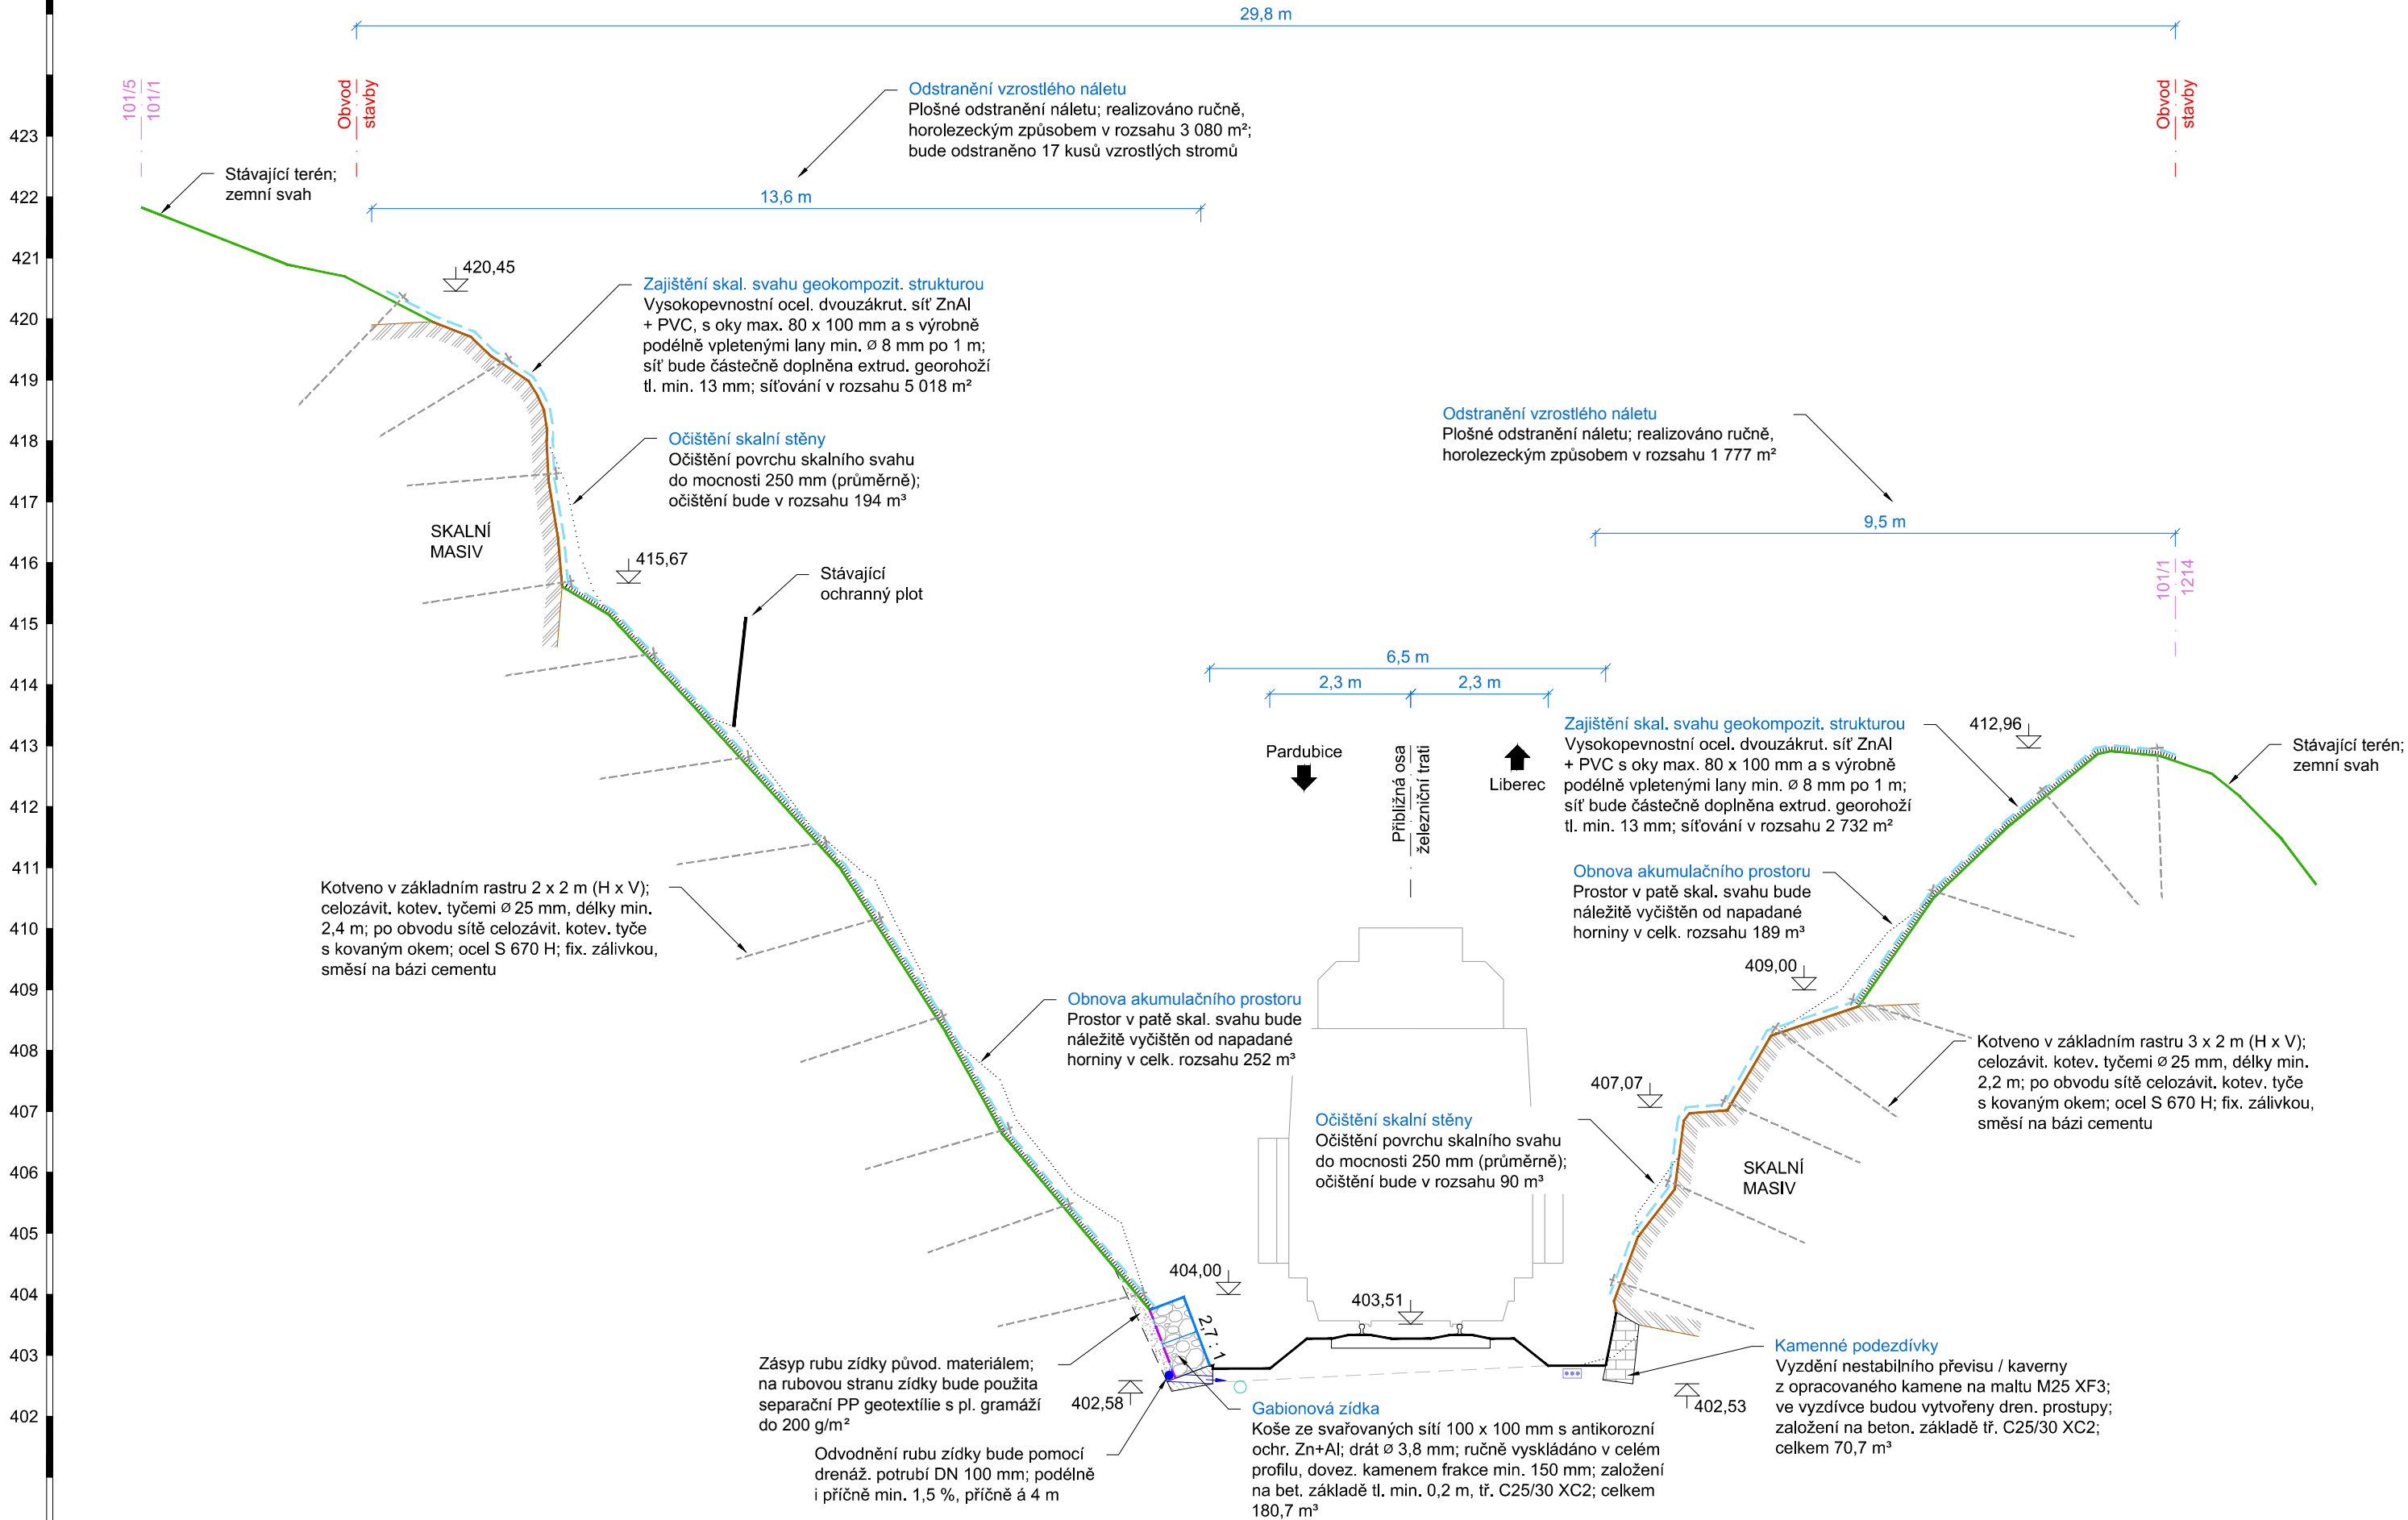 29,8 m
101/5
101/1
Obvod
stavby
Odstranění vzrostlého náletu
Plošné odstranění náletu; realizováno ručně,
horolezeckým způsobem v rozsahu 3 080 m²;
bude odstraněno 17 kusů vzrostlých stromů
Obvod
stavby
423
422
421
420
419
418
417
416
415
414
413
412
411
410
409
408
407
406
405
404
403
402
Stávající terén;
zemní svah
13,6 m
420,45
Zajištění skal. svahu geokompozit. strukturou
Vysokopevnostní ocel. dvouzákrut. síť ZnAl
+ PVC, s oky max. 80 x 100 mm a s výrobně
podélně vpletenými lany min. ⌀ 8 mm po 1 m;
síť bude částečně doplněna extrud. georohoží
tl. min. 13 mm; síťování v rozsahu 5 018 m²
Očištění skalní stěny
Očištění povrchu skalního svahu
do mocnosti 250 mm (průměrně);
očištění bude v rozsahu 194 m³
Odstranění vzrostlého náletu
Plošné odstranění náletu; realizováno ručně,
horolezeckým způsobem v rozsahu 1 777 m²
9,5 m
SKALNÍ
MASIV
415,67
Stávající
ochranný plot
101/1
1214
6,5 m
2,3 m
2,3 m
Pardubice
Přibližná osa
železniční trati
Liberec
Zajištění skal. svahu geokompozit. strukturou
Vysokopevnostní ocel. dvouzákrut. síť ZnAl
+ PVC s oky max. 80 x 100 mm a s výrobně
podélně vpletenými lany min. ⌀ 8 mm po 1 m;
síť bude částečně doplněna extrud. georohoží
tl. min. 13 mm; síťování v rozsahu 2 732 m²
412,96
Stávající terén;
zemní svah
Kotveno v základním rastru 2 x 2 m (H x V);
celozávit. kotev. tyčemi ⌀ 25 mm, délky min.
2,4 m; po obvodu sítě celozávit. kotev. tyče
s kovaným okem; ocel S 670 H; fix. zálivkou,
směsí na bázi cementu
Obnova akumulačního prostoru
Prostor v patě skal. svahu bude
náležitě vyčištěn od napadané
horniny v celk. rozsahu 189 m³
409,00
Obnova akumulačního prostoru
Prostor v patě skal. svahu bude
náležitě vyčištěn od napadané
horniny v celk. rozsahu 252 m³
Kotveno v základním rastru 3 x 2 m (H x V);
celozávit. kotev. tyčemi ⌀ 25 mm, délky min.
2,2 m; po obvodu sítě celozávit. kotev. tyče
s kovaným okem; ocel S 670 H; fix. zálivkou,
směsí na bázi cementu
407,07
Očištění skalní stěny
Očištění povrchu skalního svahu
do mocnosti 250 mm (průměrně);
očištění bude v rozsahu 90 m³
SKALNÍ
MASIV
404,00
403,51
2,7 : 1
Zásyp rubu zídky původ. materiálem;
na rubovou stranu zídky bude použita
separační PP geotextílie s pl. gramáží
do 200 g/m²
402,58
402,53
Kamenné podezdívky
Vyzdění nestabilního převisu / kaverny
z opracovaného kamene na maltu M25 XF3;
ve vyzdívce budou vytvořeny dren. prostupy;
založení na beton. základě tř. C25/30 XC2;
celkem 70,7 m³
Odvodnění rubu zídky bude pomocí
drenáž. potrubí DN 100 mm; podélně
i příčně min. 1,5 %, příčně á 4 m
Gabionová zídka
Koše ze svařovaných sítí 100 x 100 mm s antikorozní
ochr. Zn+Al; drát ⌀ 3,8 mm; ručně vyskládáno v celém
profilu, dovez. kamenem frakce min. 150 mm; založení
na bet. základě tl. min. 0,2 m, tř. C25/30 XC2; celkem
180,7 m³